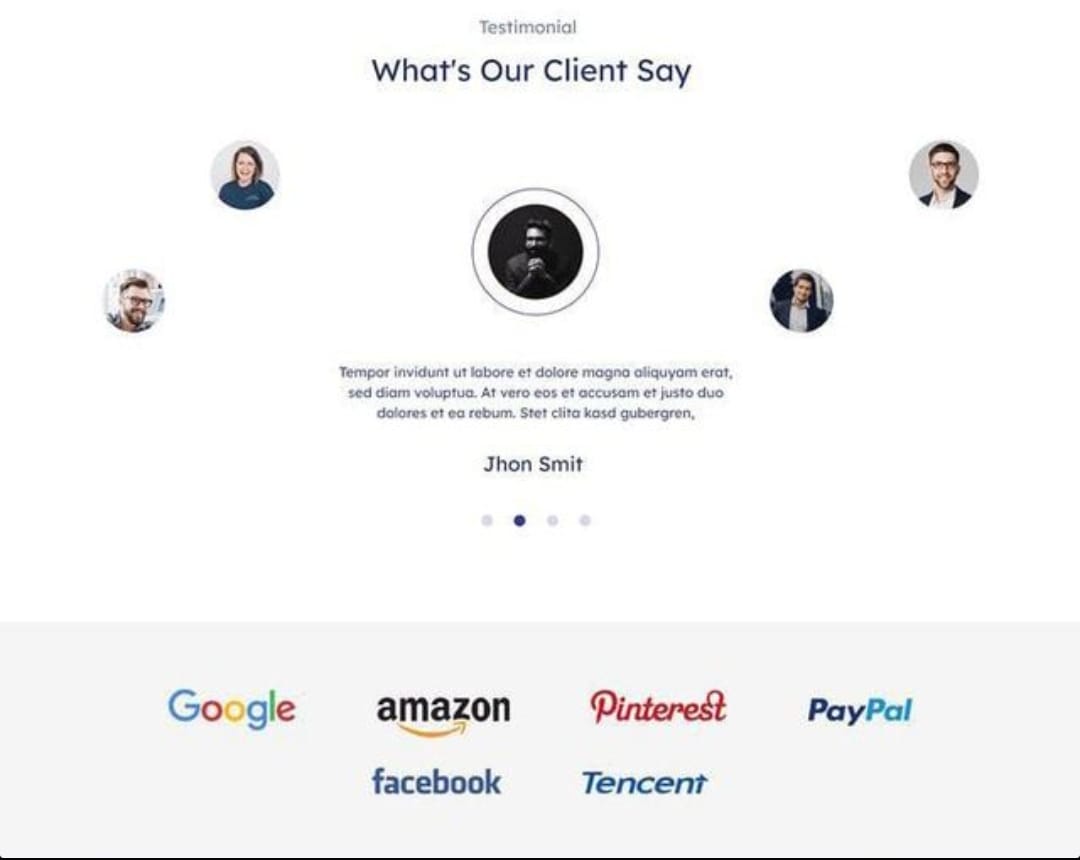 Testimonial
What's Our Client Say
Tempor invidunt ut labore et dolore magna aliquyam erat,
sed diam voluptua. At vero eos et accusam et justo duo
dolores et ea rebum. Stet clita kasd gubergren,
Jhon Smit
Google amazon Pinterest PayPal
facebook Tencent